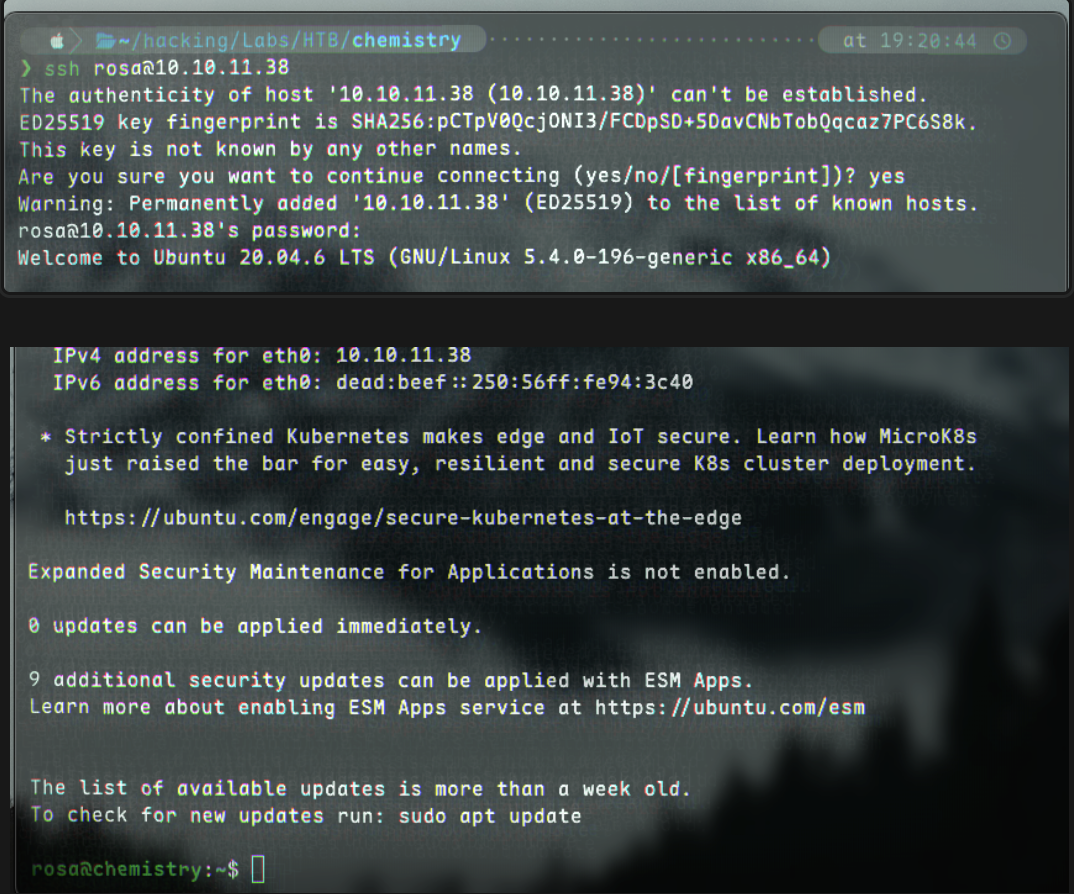 ~/hacking/Labs/HTB/chemistry at 19:20:44
❯ ssh rosa@10.10.11.38
The authenticity of host '10.10.11.38 (10.10.11.38)' can't be established.
ED25519 key fingerprint is SHA256:pCTpV0QcjONI3/FCDpSD+5DavCNbTobQqcaz7PC6S8k.
This key is not known by any other names.
Are you sure you want to continue connecting (yes/no/[fingerprint])? yes
Warning: Permanently added '10.10.11.38' (ED25519) to the list of known hosts.
rosa@10.10.11.38's password:
Welcome to Ubuntu 20.04.6 LTS (GNU/Linux 5.4.0-196-generic x86_64)
IPv4 address for eth0: 10.10.11.38
IPv6 address for eth0: dead:beef::250:56ff:fe94:3c40
* Strictly confined Kubernetes makes edge and IoT secure. Learn how MicroK8s
just raised the bar for easy, resilient and secure K8s cluster deployment.
https://ubuntu.com/engage/secure-kubernetes-at-the-edge
Expanded Security Maintenance for Applications is not enabled.
0 updates can be applied immediately.
9 additional security updates can be applied with ESM Apps.
Learn more about enabling ESM Apps service at https://ubuntu.com/esm
The list of available updates is more than a week old.
To check for new updates run: sudo apt update
rosa@chemistry:~$